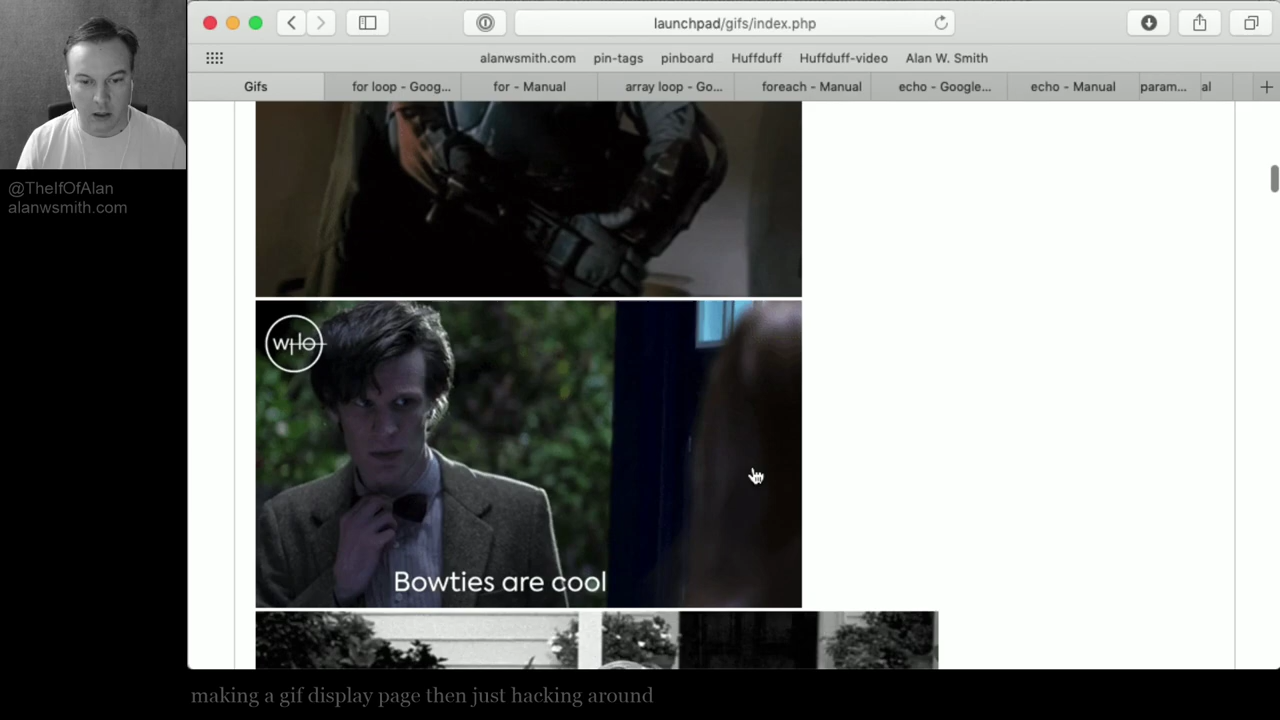 @TheIfOfAlan
alanwsmith.com
launchpad/gifs/index.php
alanwsmith.com pin-tags pinboard Huffduff Huffduff-video Alan W. Smith
Gifs for loop - Goog... for - Manual array loop - Go... foreach - Manual echo - Google... echo - Manual param... al
WHO
Bowties are cool
making a gif display page then just hacking around